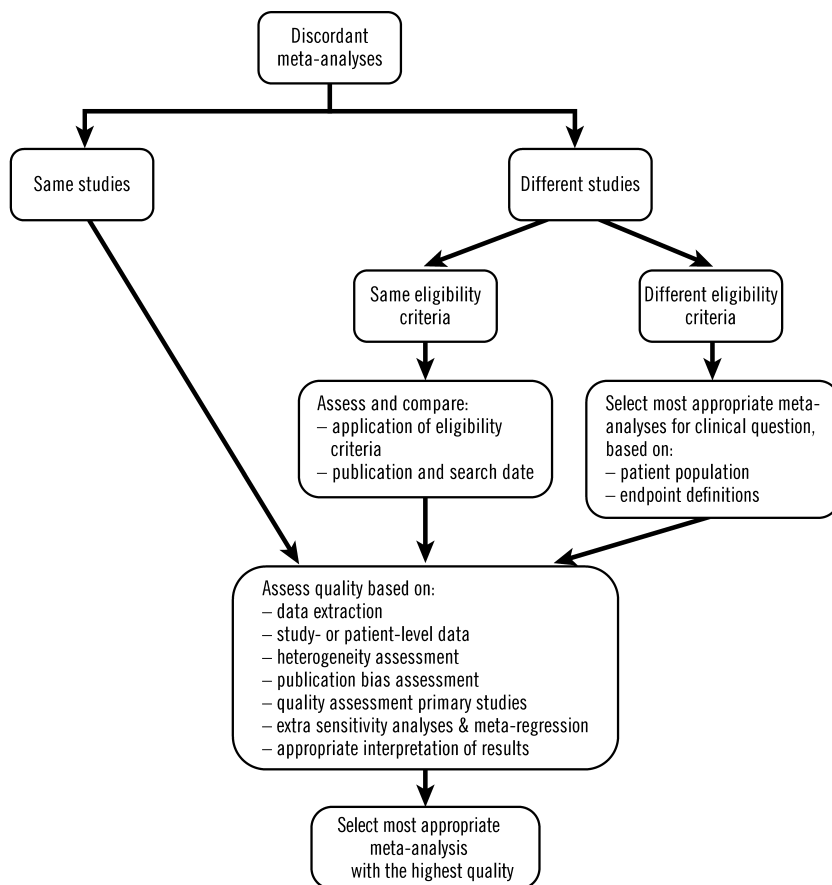 Discordant
meta-analyses
Same studies
Different studies
Same eligibility
criteria
Different eligibility
criteria
Assess and compare:
– application of eligibility
criteria
– publication and search date
Select most appropriate meta-
analyses for clinical question,
based on:
– patient population
– endpoint definitions
Assess quality based on:
– data extraction
– study- or patient-level data
– heterogeneity assessment
– publication bias assessment
– quality assessment primary studies
– extra sensitivity analyses & meta-regression
– appropriate interpretation of results
Select most appropriate
meta-analysis
with the highest quality